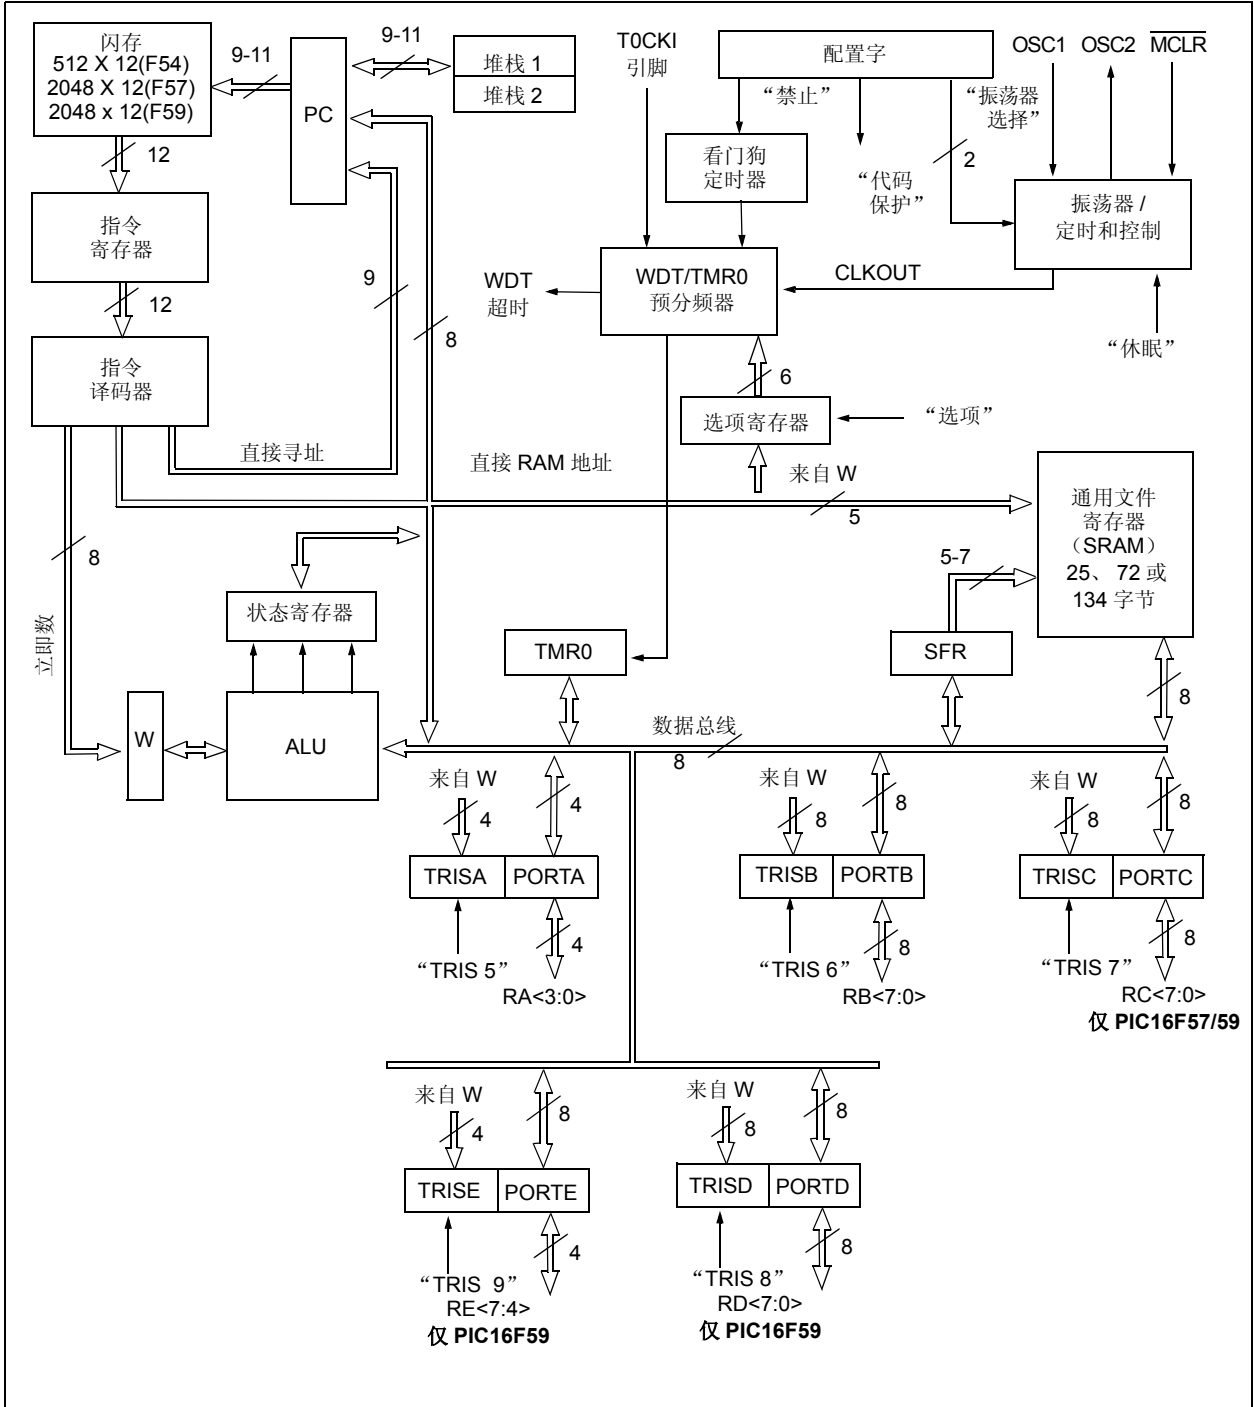 闪存
512 X 12(F54)
2048 X 12(F57)
2048 x 12(F59)
9-11
PC
9-11
堆栈 1
堆栈 2
T0CKI
引脚
配置字
OSC1
OSC2
MCLR
“禁止”
“振荡器
选择”
看门狗
定时器
“代码
保护”
2
振荡器 /
定时和控制
12
指令
寄存器
12
指令
译码器
9
8
WDT
超时
WDT/TMR0
预分频器
CLKOUT
“休眠”
6
选项寄存器
“选项”
直接寻址
直接 RAM 地址
来自 W
5
通用文件
寄存器
（SRAM）
25、 72 或
134 字节
8
立即数
状态寄存器
5-7
TMR0
SFR
8
W
ALU
数据总线
8
来自 W
4
4
TRISA
PORTA
“TRIS 5”
4
RA<3:0>
来自 W
8
8
TRISB
PORTB
“TRIS 6”
8
RB<7:0>
来自 W
8
8
TRISC
PORTC
“TRIS 7”
8
RC<7:0>
仅 PIC16F57/59
来自 W
4
8
TRISE
PORTE
4
“TRIS 9”
RE<7:4>
仅 PIC16F59
来自 W
8
8
TRISD
PORTD
8
“TRIS 8”
RD<7:0>
仅 PIC16F59